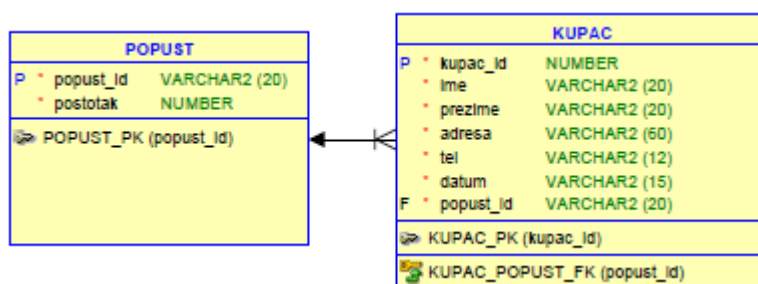 POPUST
P * popust_id VARCHAR2 (20)
* postotak NUMBER
POPUST_PK (popust_id)
KUPAC
P * kupac_id NUMBER
* ime VARCHAR2 (20)
* prezime VARCHAR2 (20)
* adresa VARCHAR2 (60)
* tel VARCHAR2 (12)
* datum VARCHAR2 (15)
F * popust_id VARCHAR2 (20)
KUPAC_PK (kupac_id)
KUPAC_POPUST_FK (popust_id)